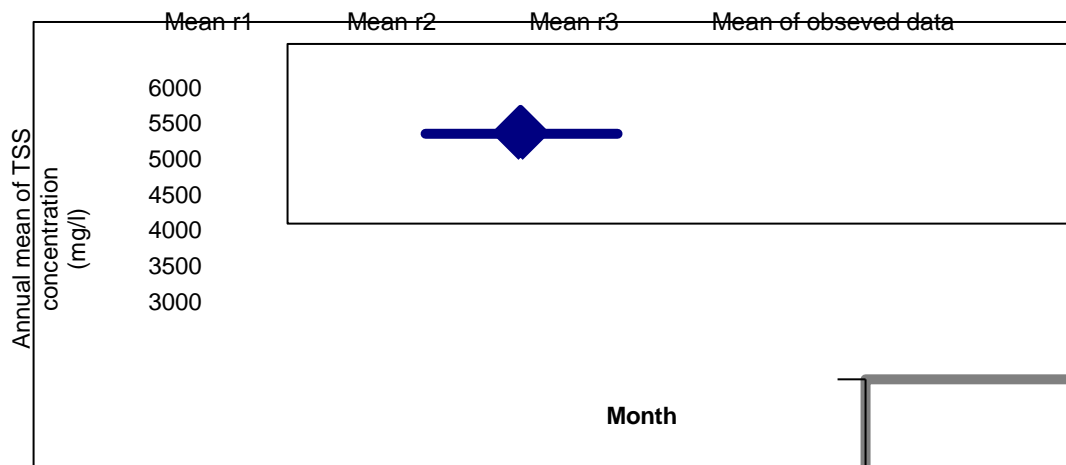 Mean r1 Mean r2 Mean r3 Mean of obseved data
6000
5500
5000
4500
4000
3500
3000
Annual mean of TSS
concentration
(mg/l)
Month